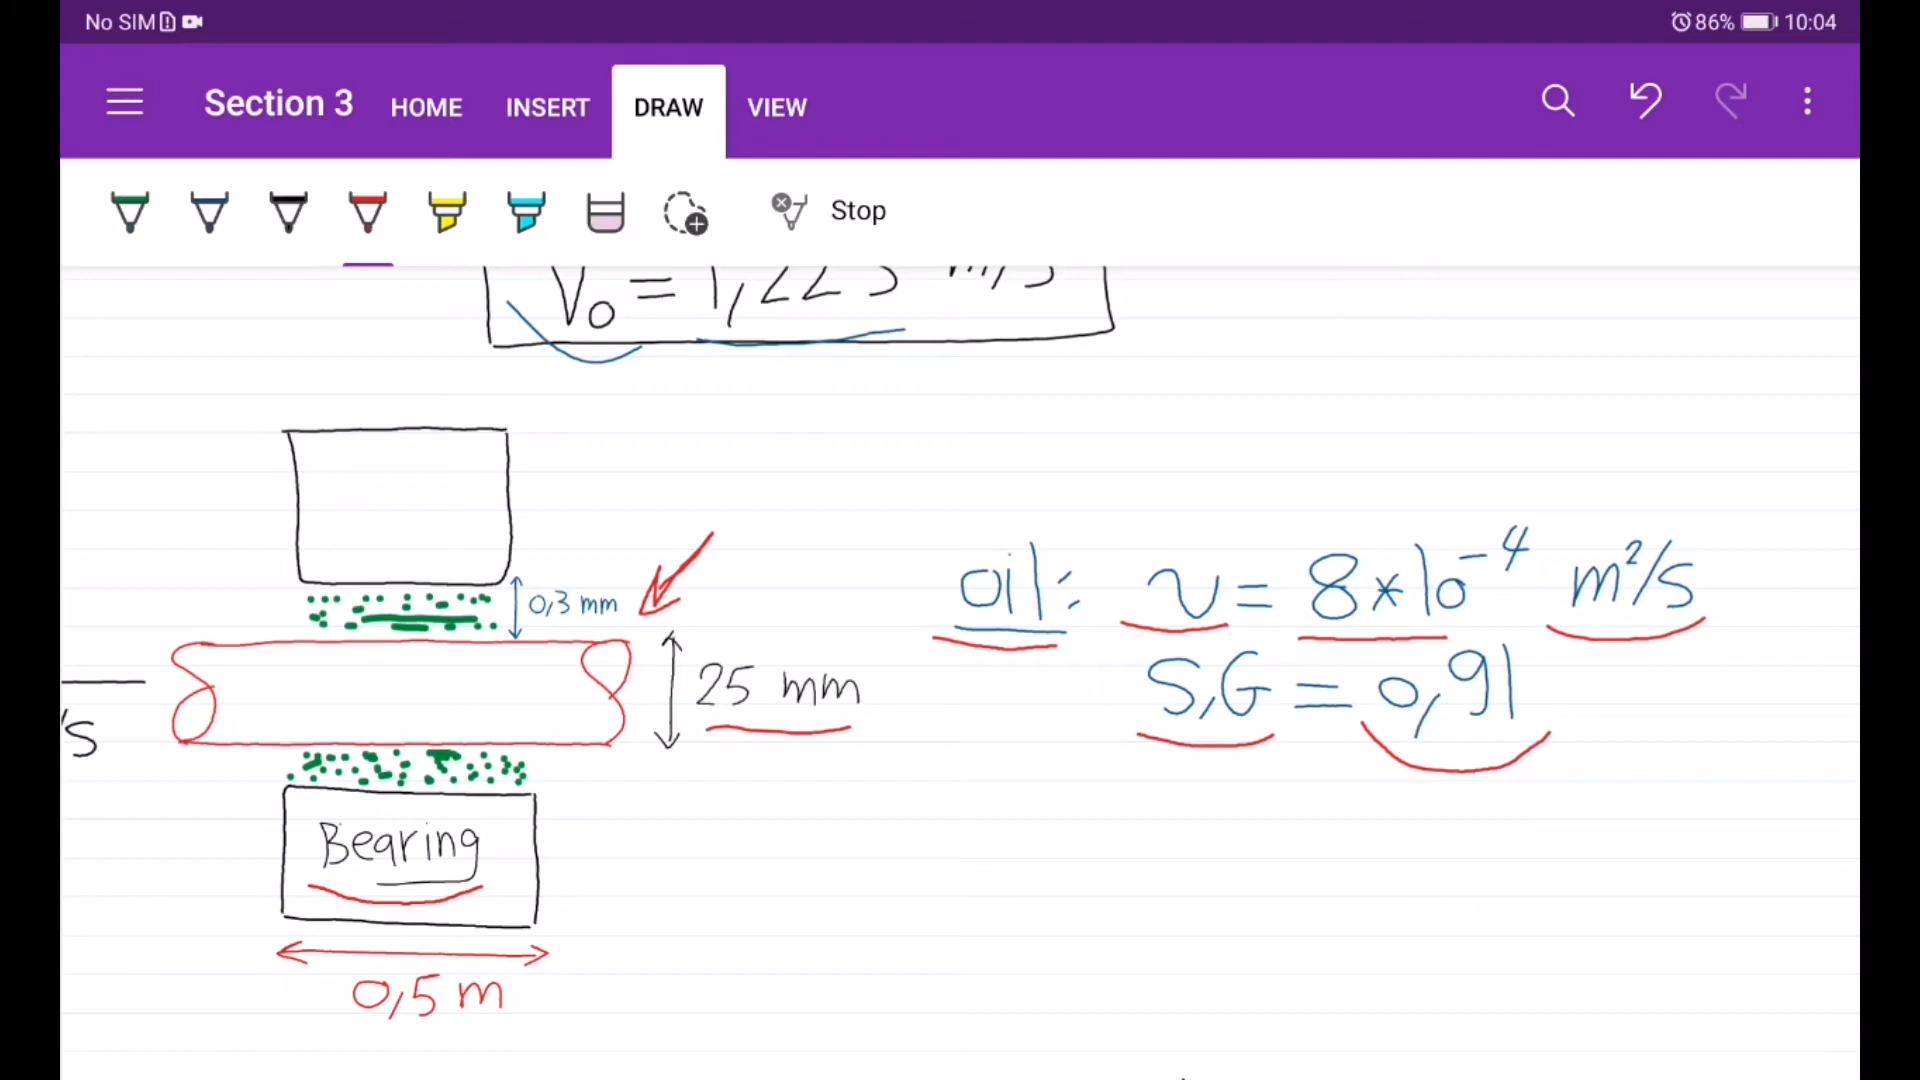 No SIM 86% 10:04
Section 3 HOME INSERT DRAW VIEW
Stop
V₀ = 1,223 m/s
0,3 mm
oil: ν = 8*10⁻⁴ m²/s
25 mm
S,G = 0,91
's
Bearing
0,5 m